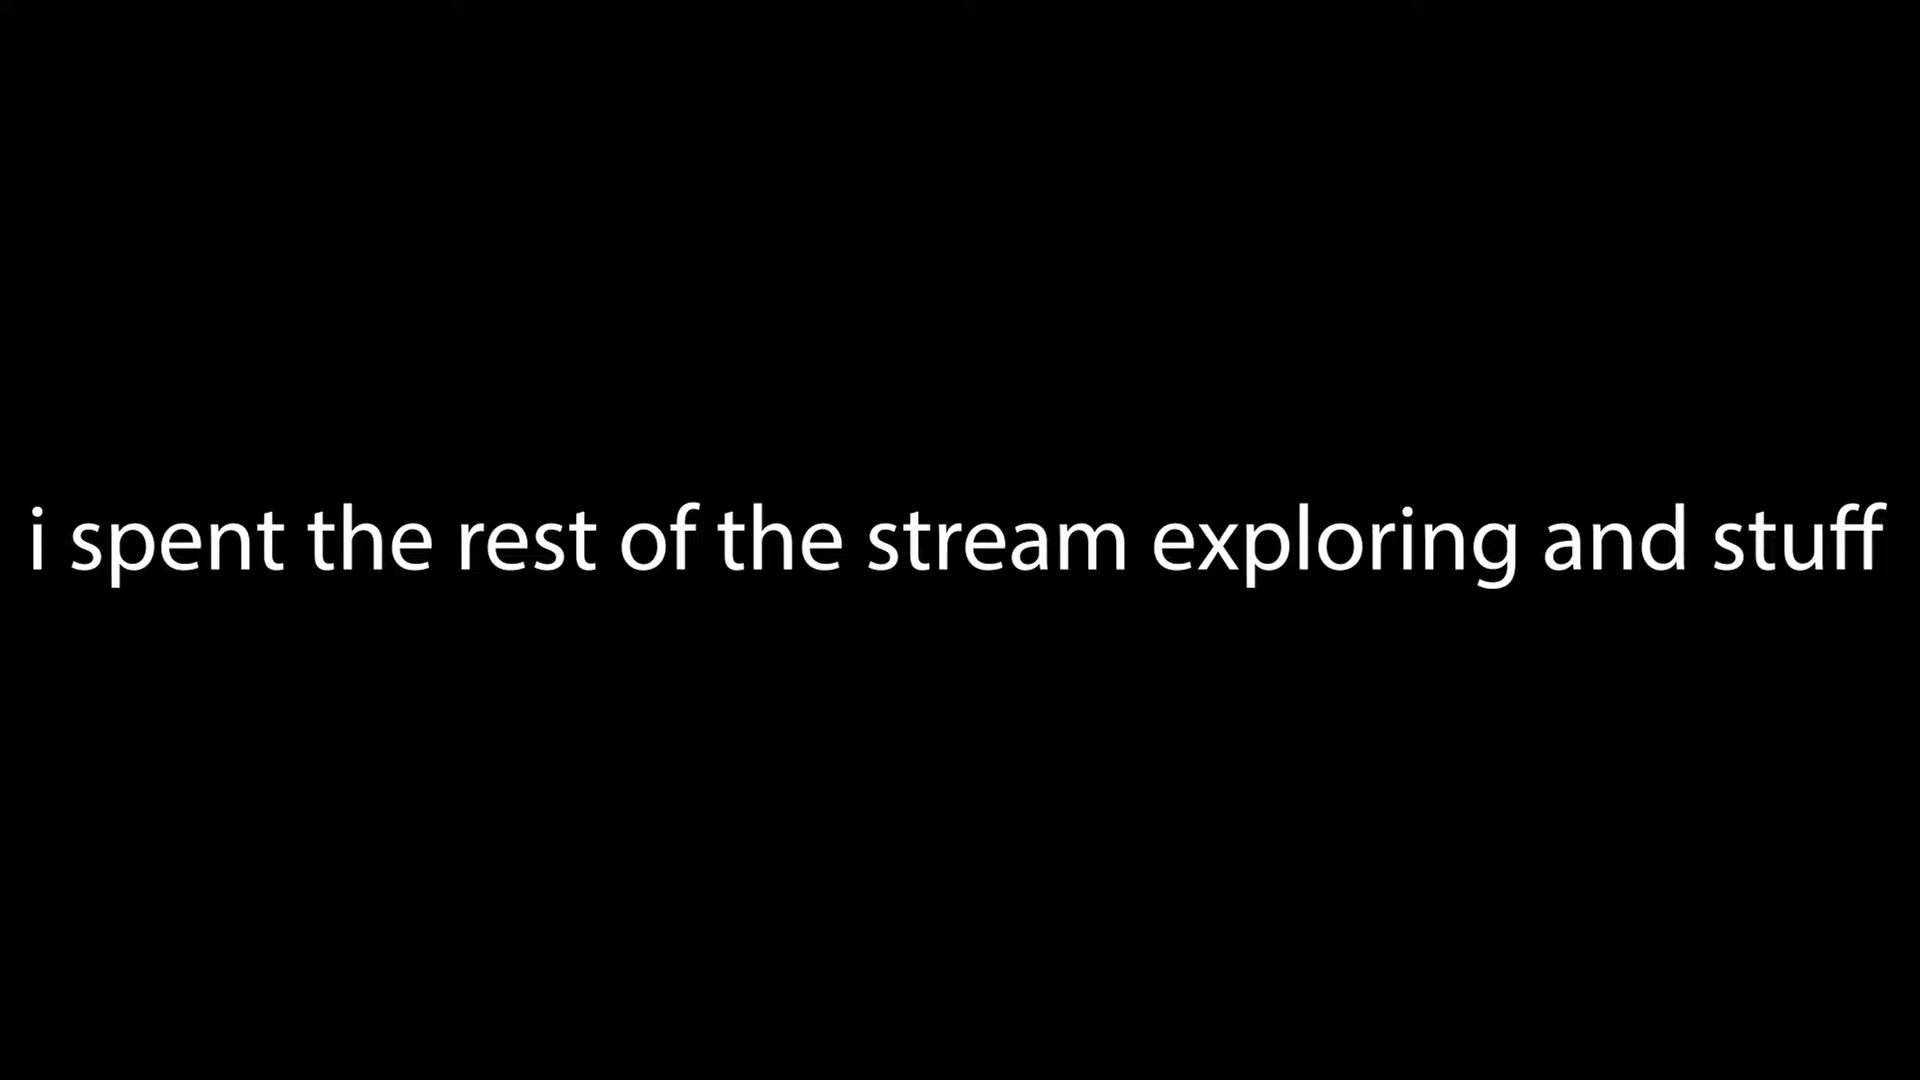 i spent the rest of the stream exploring and stuff